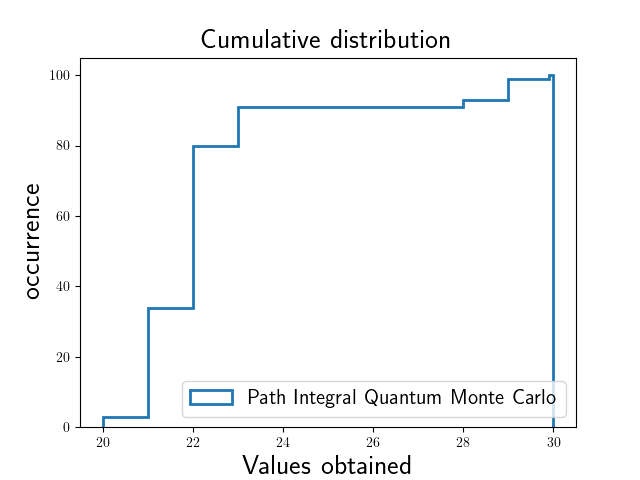 Cumulative distribution
100
80
60
40
20
0
occurrence
Path Integral Quantum Monte Carlo
20 22 24 26 28 30
Values obtained